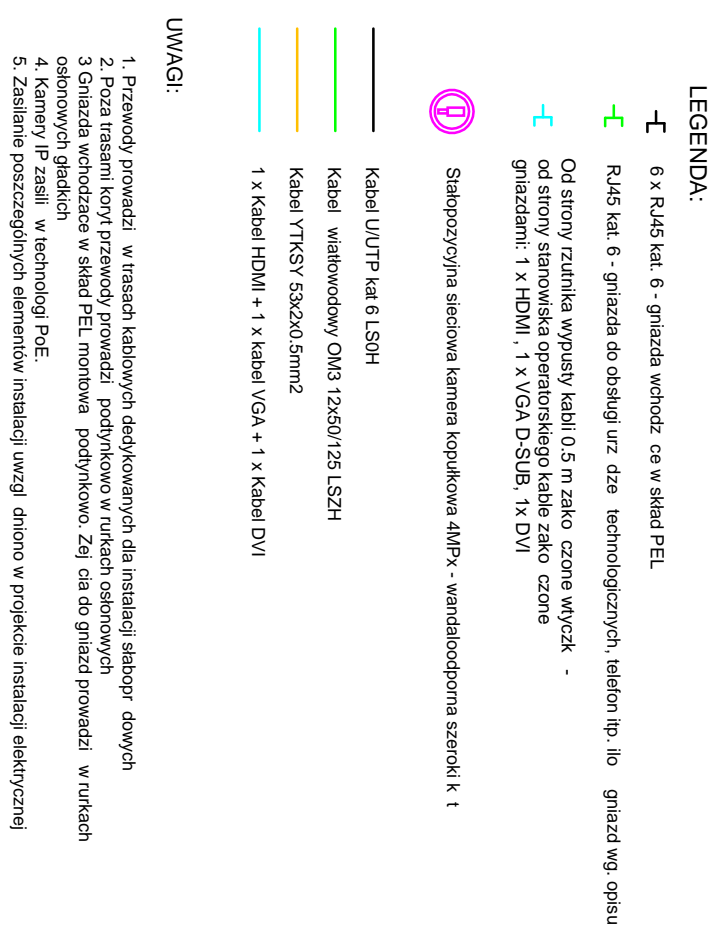 LEGENDA:
6 x RJ45 kat. 6 - gniazda wchodz ce w skład PEL
RJ45 kat. 6 - gniazda do obsługi urz dze technologicznych, telefon itp. ilo gniazd wg. opisu
Od strony rzutnika wypusty kabli 0.5 m zako czone wtyczk -
od strony stanowiska operatorskiego kable zako czone
gniazdami: 1 x HDMI , 1 x VGA D-SUB, 1x DVI
Stałopozycyjna sieciowa kamera kopułkowa 4MPx - wandaloodporna szeroki k t
Kabel U/UTP kat 6 LS0H
Kabel wiatłowodowy OM3 12x50/125 LSZH
Kabel YTKSY 53x2x0.5mm2
1 x Kabel HDMI + 1 x kabel VGA + 1 x Kabel DVI
UWAGI:
1. Przewody prowadzi w trasach kablowych dedykowanych dla instalacji słabopr dowych
2. Poza trasami koryt przewody prowadzi podtynkowo w rurkach osłonowych
3 Gniazda wchodzace w skład PEL montowa podtynkowo. Zej cia do gniazd prowadzi w rurkach
osłonowych gładkich
4. Kamery IP zasili w technologi PoE.
5. Zasilanie poszczególnych elementów instalacji uwzgl dniono w projekcie instalacji elektrycznej